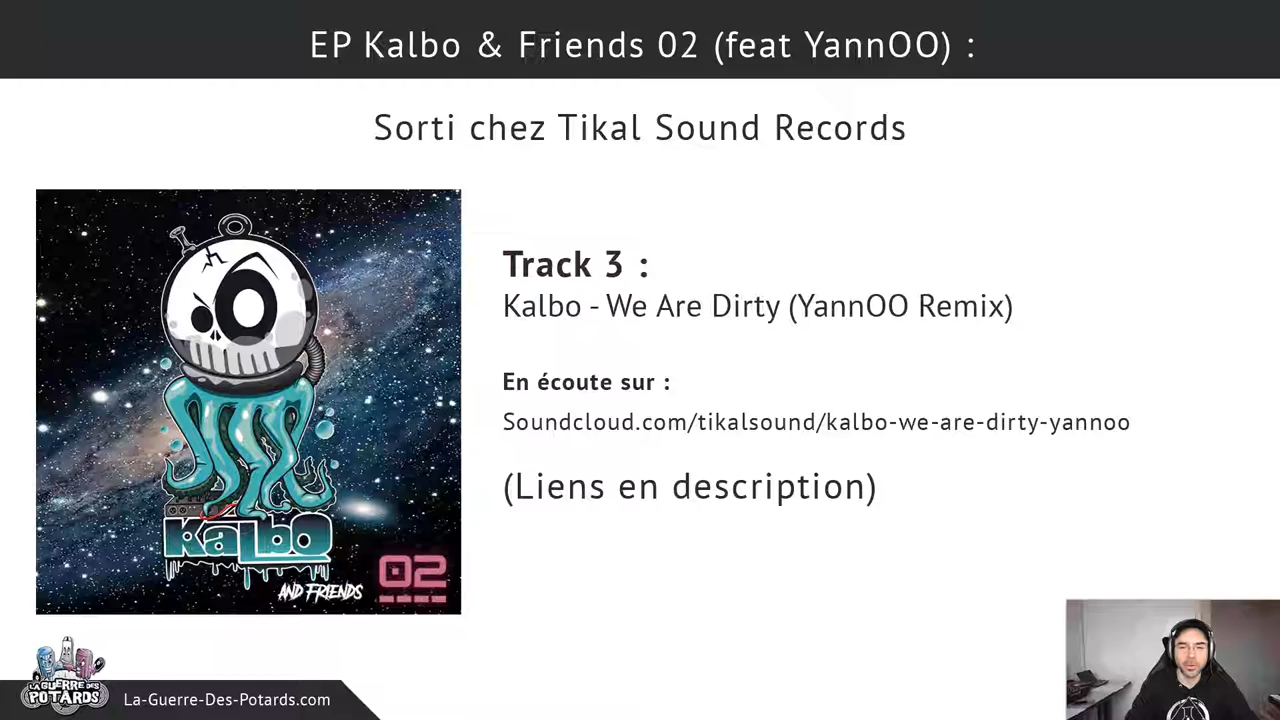 EP Kalbo & Friends 02 (feat YannOO) :
Sorti chez Tikal Sound Records
Track 3 :
Kalbo - We Are Dirty (YannOO Remix)
En écoute sur :
Soundcloud.com/tikalsound/kalbo-we-are-dirty-yannoo
(Liens en description)
KalbO
AND FRIENDS
02
LA GUERRE DES
POTARDS
La-Guerre-Des-Potards.com